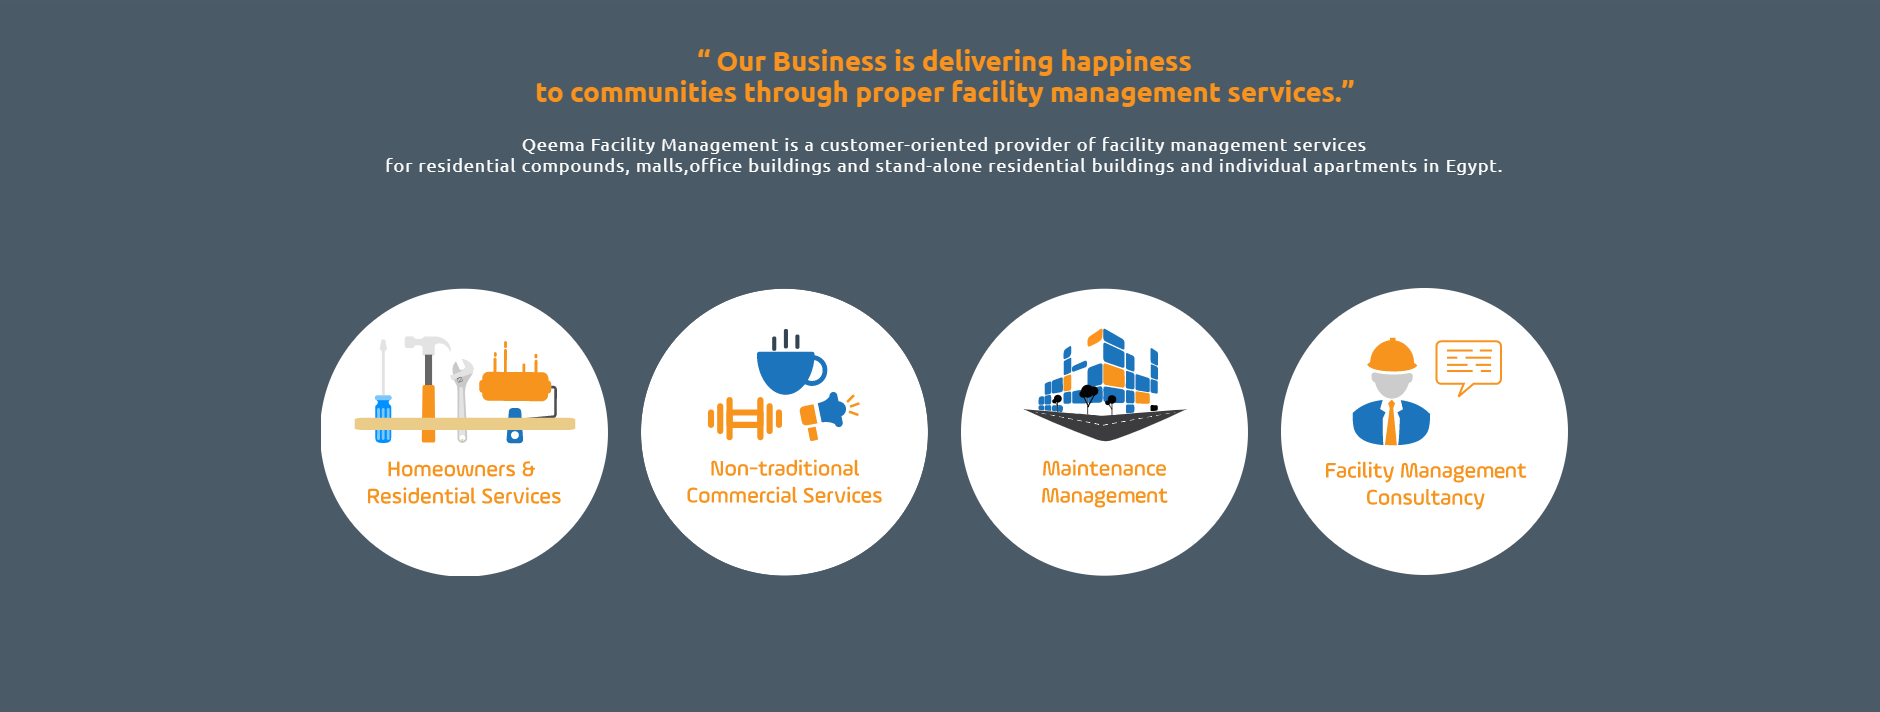 “ Our Business is delivering happiness
to communities through proper facility management services.”
Qeema Facility Management is a customer-oriented provider of facility management services
for residential compounds, malls,office buildings and stand-alone residential buildings and individual apartments in Egypt.
Homeowners &
Residential Services
Non-traditional
Commercial Services
Maintenance
Management
Facility Management
Consultancy